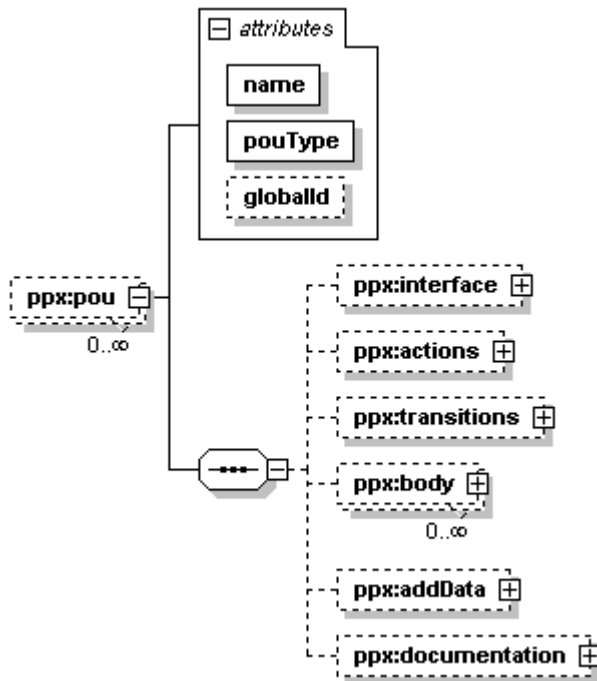 attributes
name
pouType
globalId
ppx:pou
0..∞
ppx:interface
ppx:actions
ppx:transitions
ppx:body
0..∞
ppx:addData
ppx:documentation